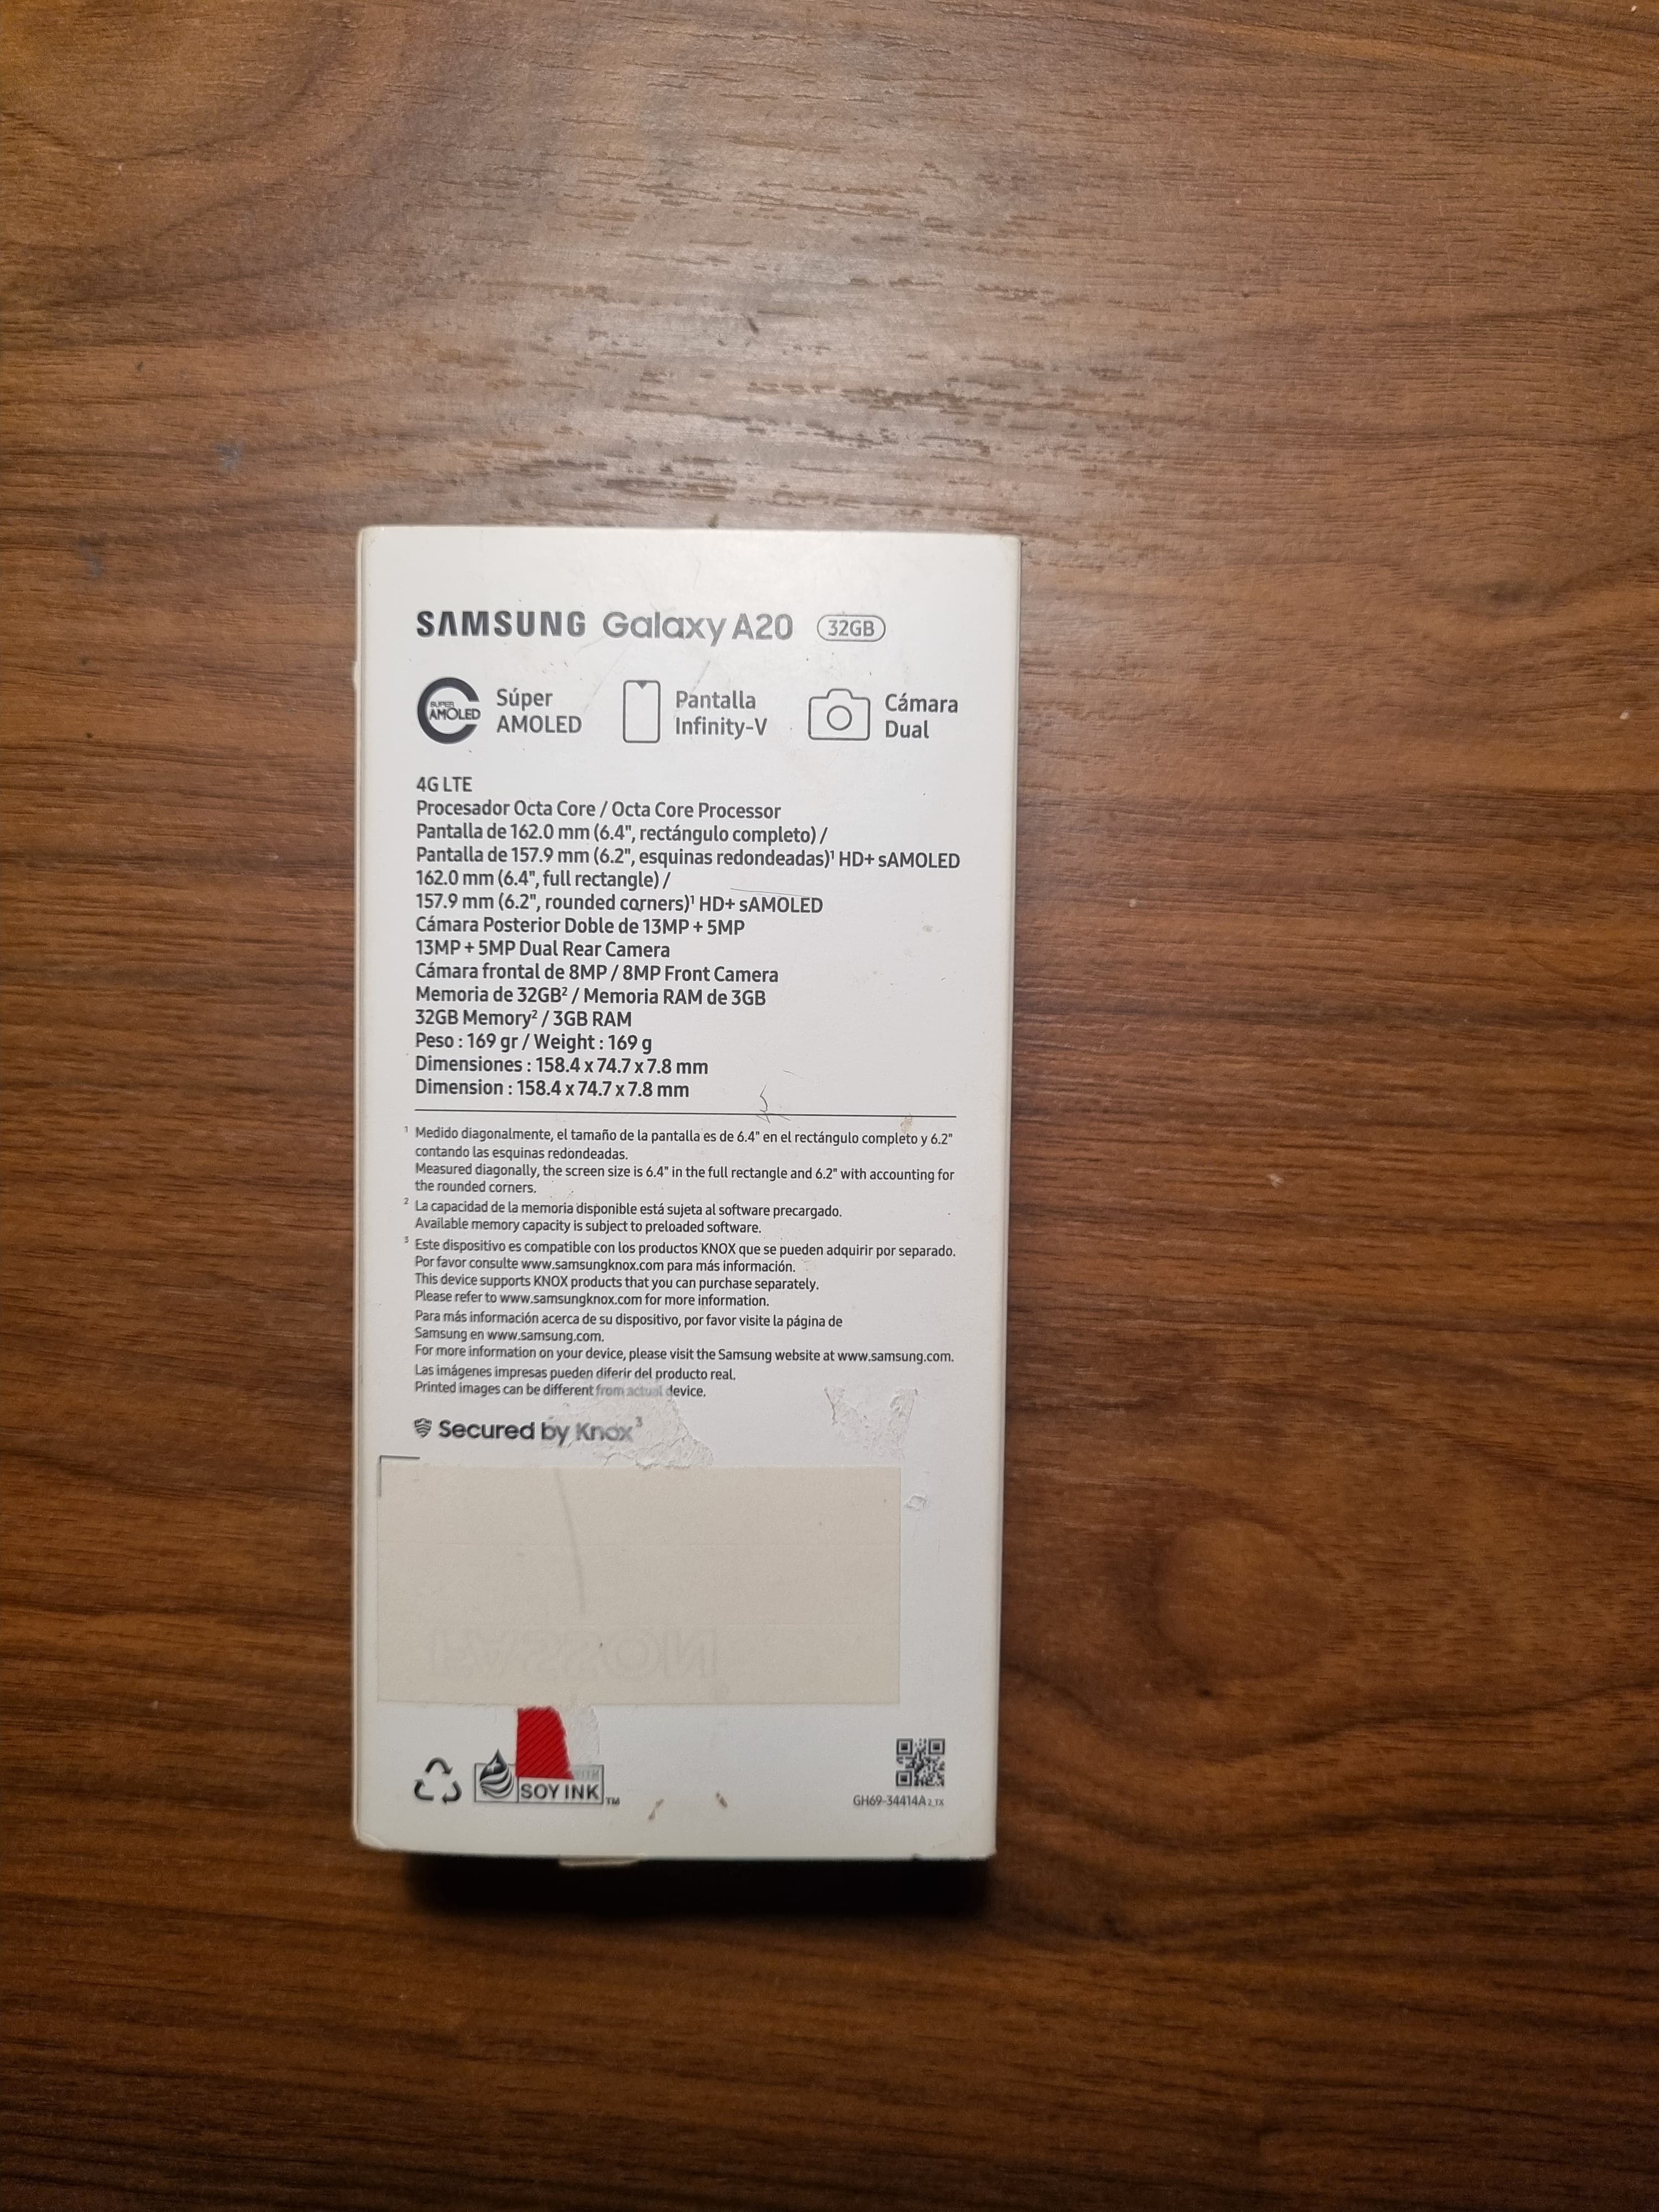 SAMSUNG Galaxy A20 32GB
SUPER AMOLED
Súper AMOLED
Pantalla Infinity-V
Cámara Dual
4G LTE
Procesador Octa Core / Octa Core Processor
Pantalla de 162.0 mm (6.4", rectángulo completo) /
Pantalla de 157.9 mm (6.2", esquinas redondeadas)¹ HD+ sAMOLED
162.0 mm (6.4", full rectangle) /
157.9 mm (6.2", rounded corners)¹ HD+ sAMOLED
Cámara Posterior Doble de 13MP + 5MP
13MP + 5MP Dual Rear Camera
Cámara frontal de 8MP / 8MP Front Camera
Memoria de 32GB² / Memoria RAM de 3GB
32GB Memory² / 3GB RAM
Peso : 169 gr / Weight : 169 g
Dimensiones : 158.4 x 74.7 x 7.8 mm
Dimension : 158.4 x 74.7 x 7.8 mm
¹ Medido diagonalmente, el tamaño de la pantalla es de 6.4" en el rectángulo completo y 6.2"
contando las esquinas redondeadas.
Measured diagonally, the screen size is 6.4" in the full rectangle and 6.2" with accounting for
the rounded corners.
² La capacidad de la memoria disponible está sujeta al software precargado.
Available memory capacity is subject to preloaded software.
³ Este dispositivo es compatible con los productos KNOX que se pueden adquirir por separado.
Por favor consulte www.samsungknox.com para más información.
This device supports KNOX products that you can purchase separately.
Please refer to www.samsungknox.com for more information.
Para más información acerca de su dispositivo, por favor visite la página de
Samsung en www.samsung.com.
For more information on your device, please visit the Samsung website at www.samsung.com.
Las imágenes impresas pueden diferir del producto real.
Printed images can be different from actual device.
Secured by Knox³
SOY INK™
GH69-34414A 2_TX